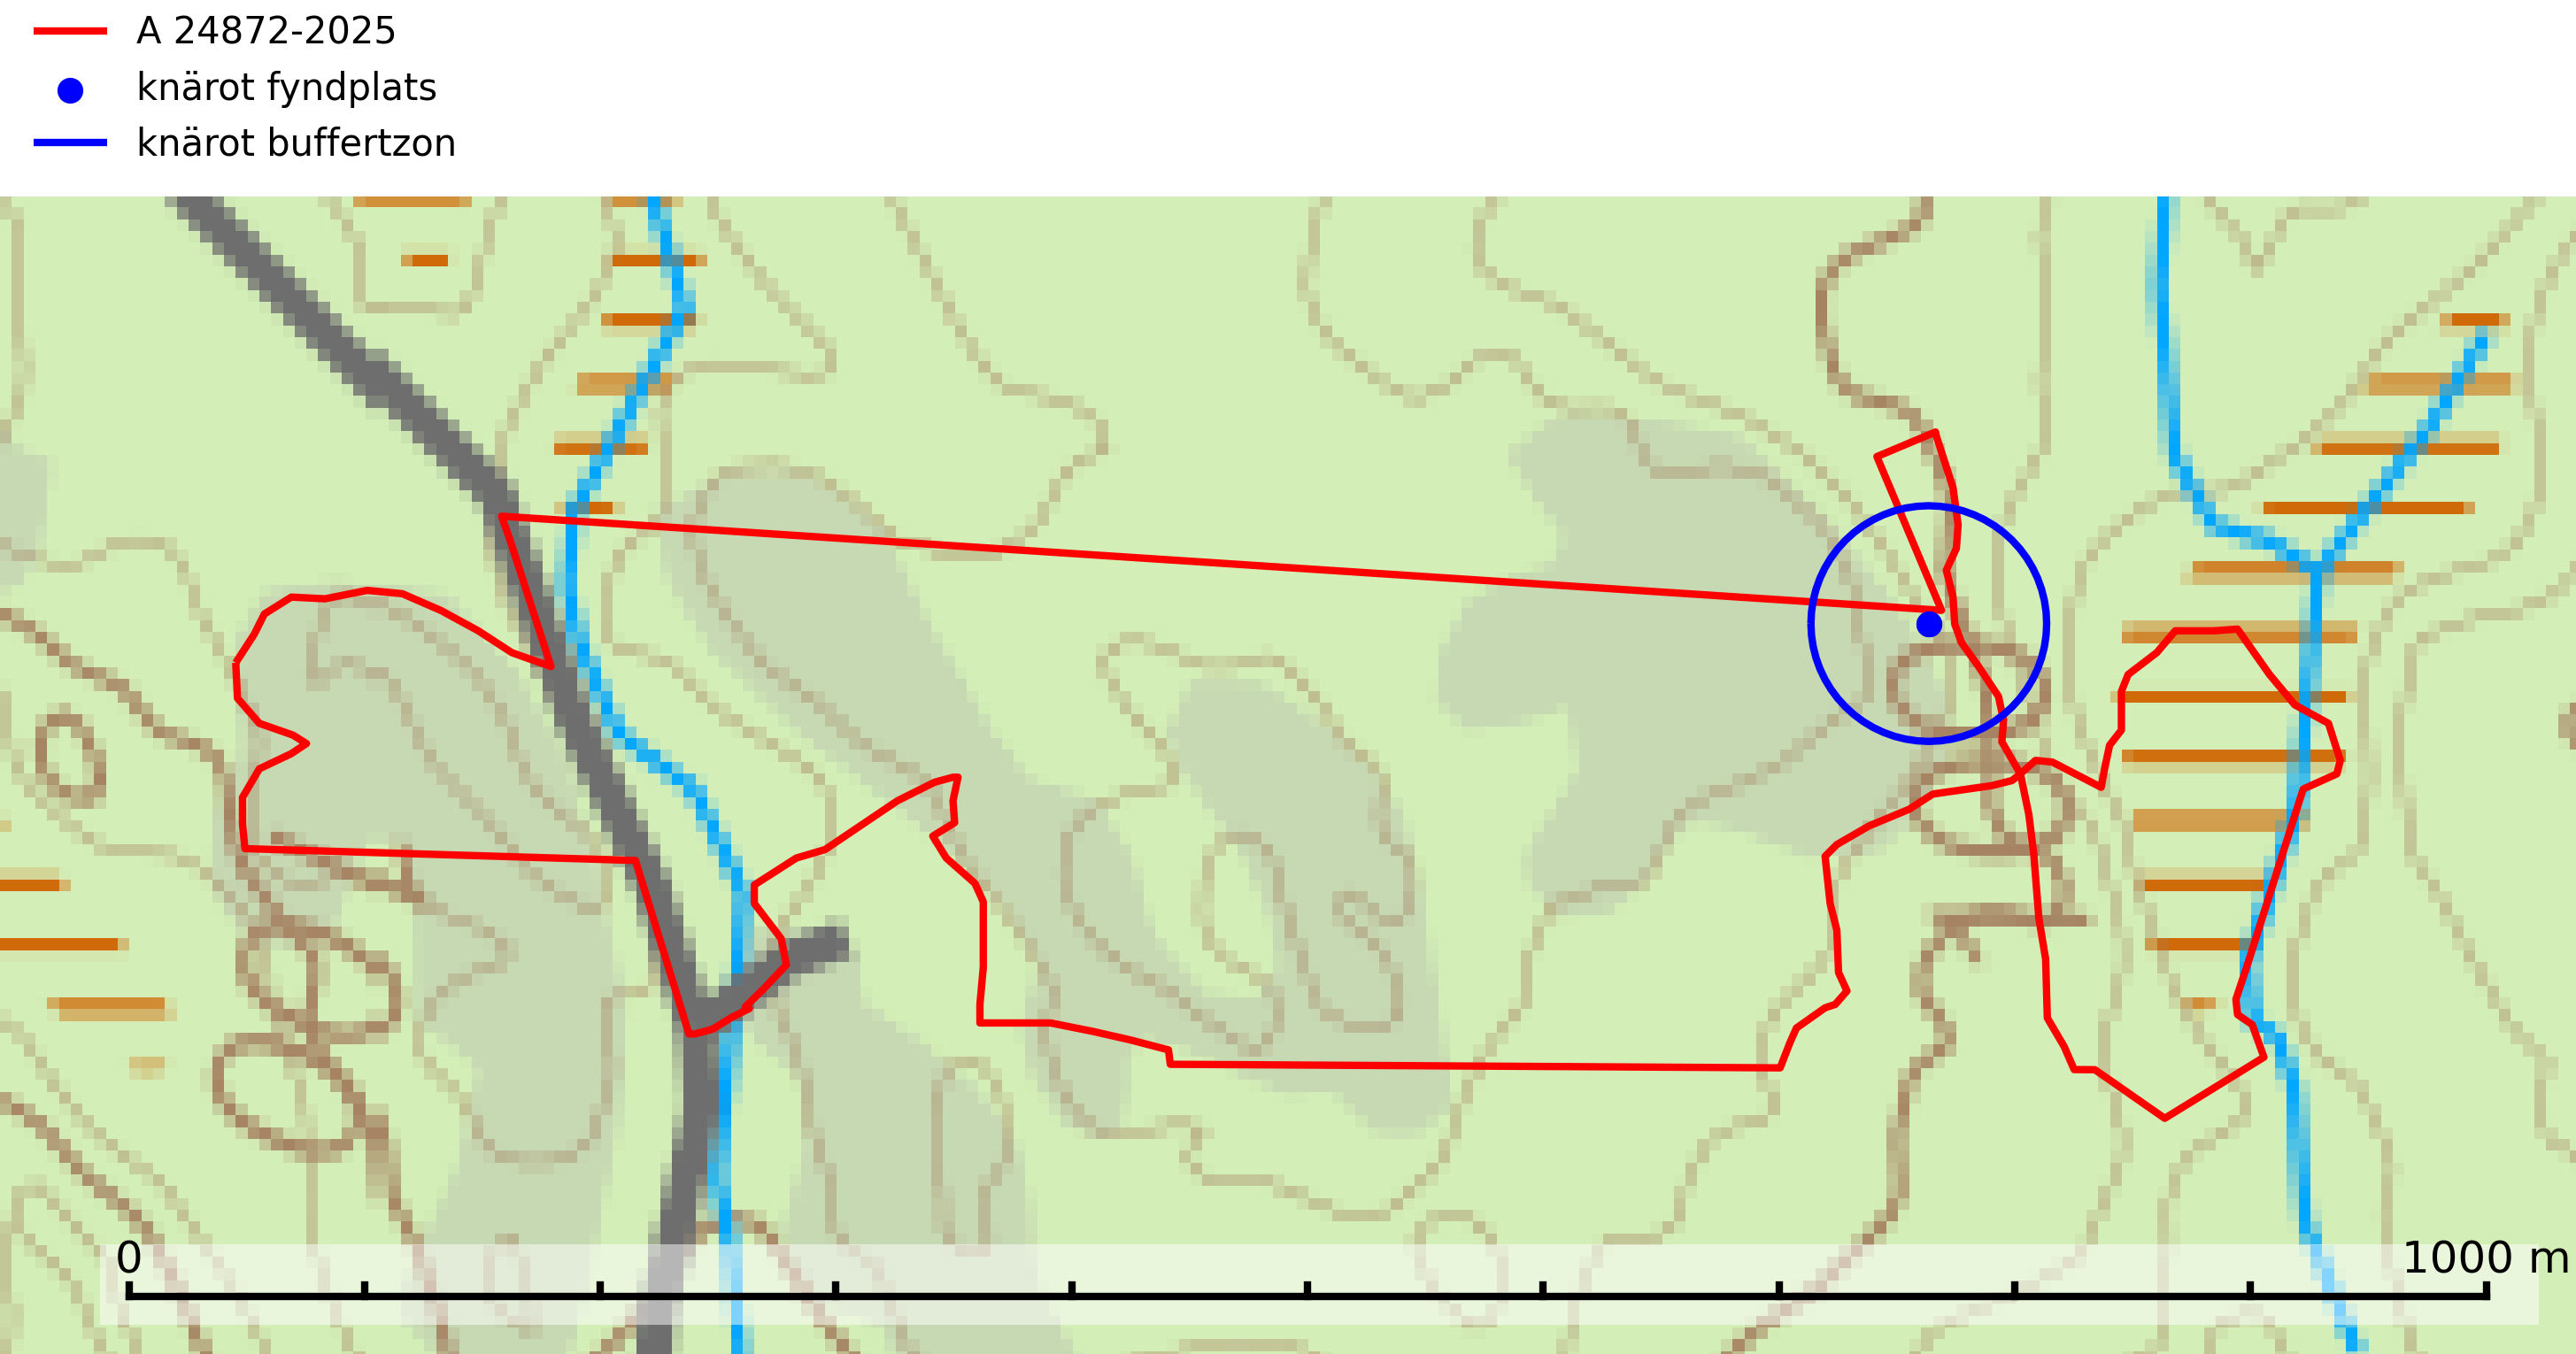 A 24872-2025
knärot fyndplats
knärot buffertzon
0
1000 m